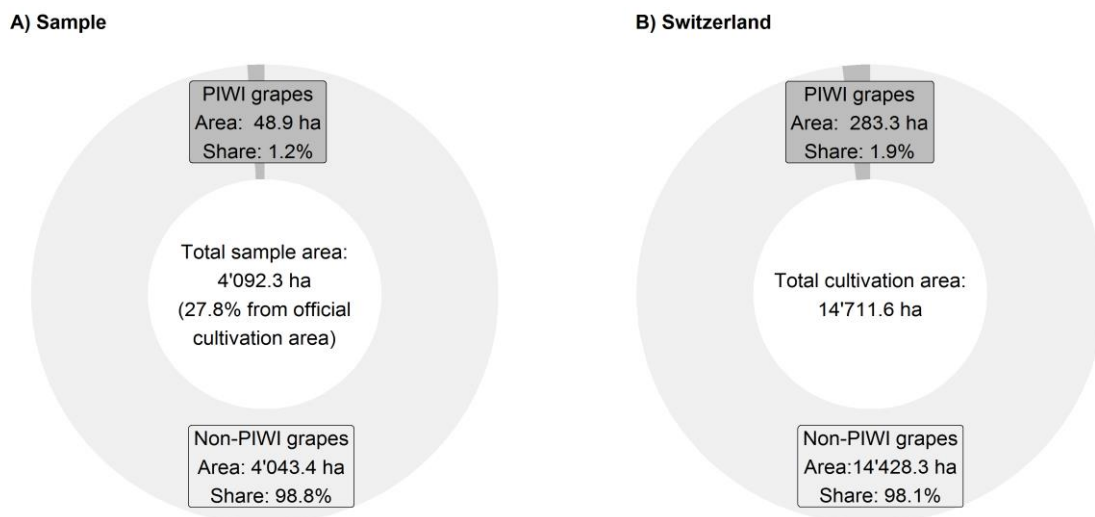 A) Sample
PIWI grapes
Area: 48.9 ha
Share: 1.2%
Total sample area:
4'092.3 ha
(27.8% from official
cultivation area)
Non-PIWI grapes
Area: 4'043.4 ha
Share: 98.8%
B) Switzerland
PIWI grapes
Area: 283.3 ha
Share: 1.9%
Total cultivation area:
14'711.6 ha
Non-PIWI grapes
Area:14'428.3 ha
Share: 98.1%